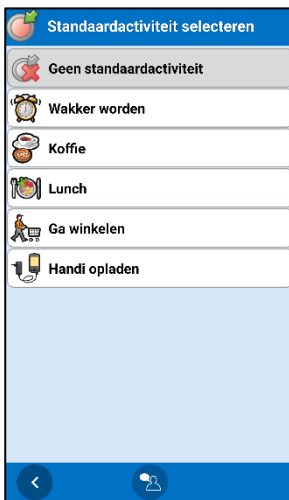 Standaardactiviteit selecteren
Geen standaardactiviteit
Wakker worden
Koffie
Lunch
Ga winkelen
Handi opladen